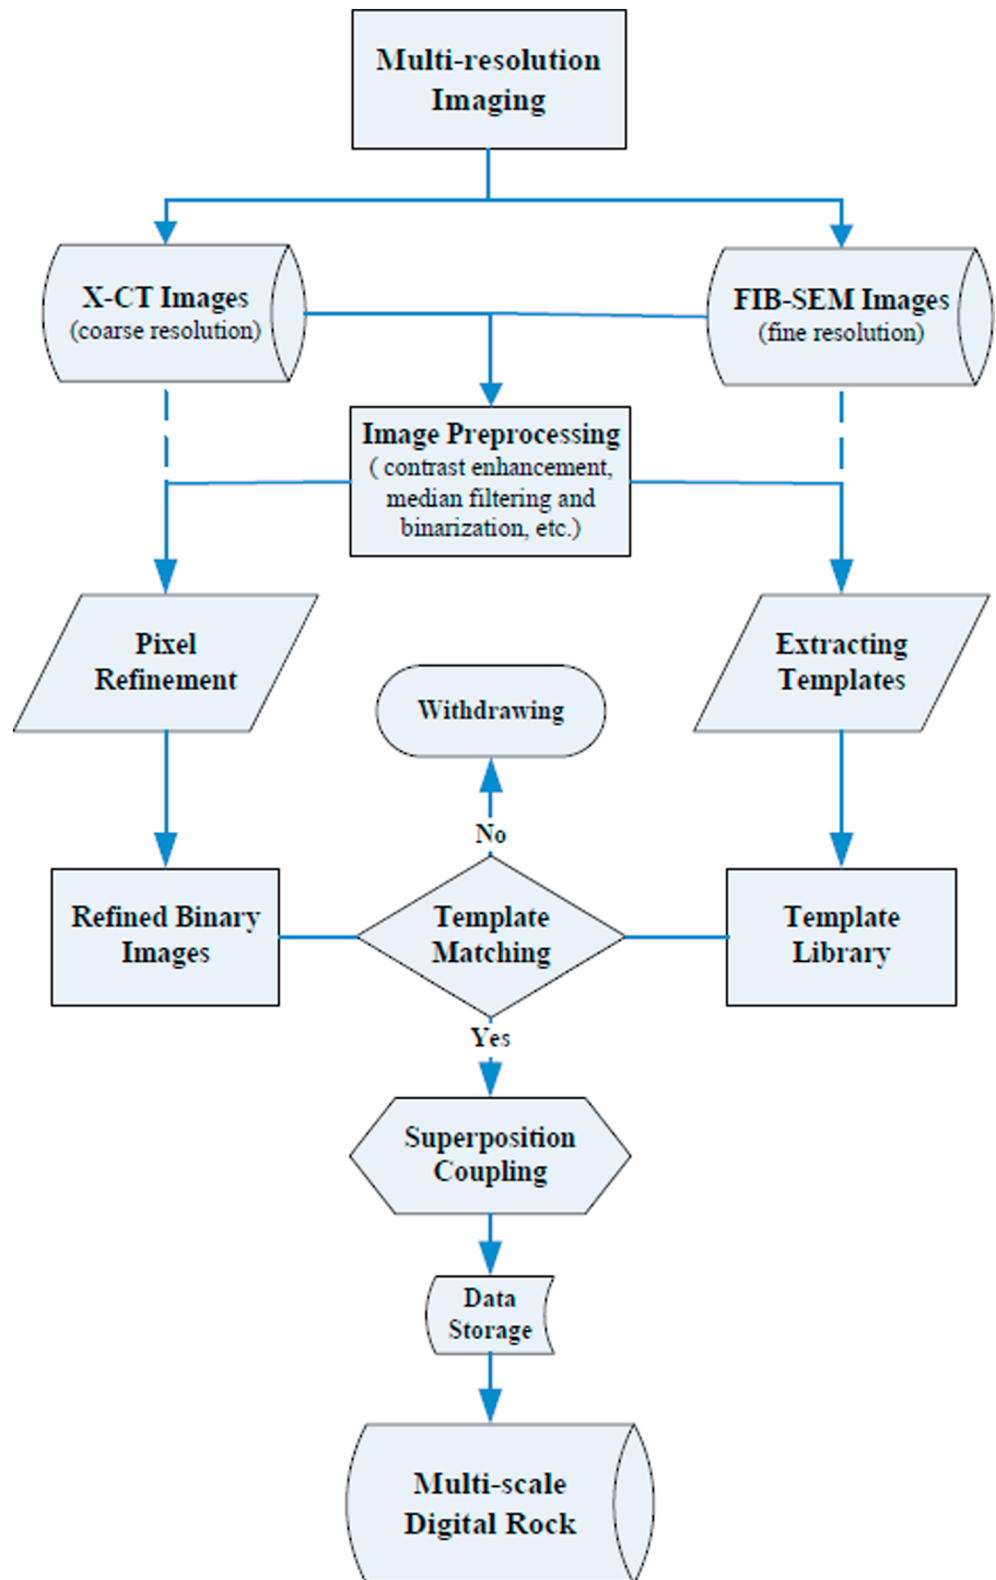 Multi-resolution
Imaging
X-CT Images
(coarse resolution)
FIB-SEM Images
(fine resolution)
Image Preprocessing
( contrast enhancement,
median filtering and
binarization, etc.)
Pixel
Refinement
Extracting
Templates
Withdrawing
No
Refined Binary
Images
Template
Matching
Template
Library
Yes
Superposition
Coupling
Data
Storage
Multi-scale
Digital Rock